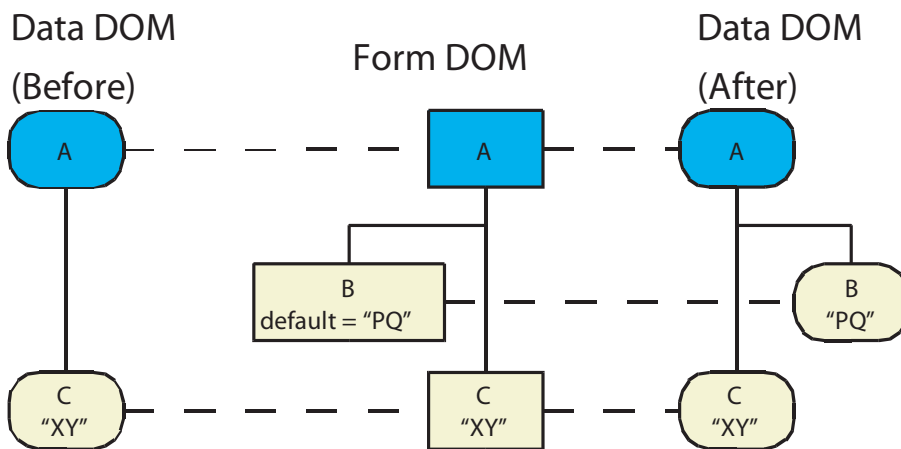 Data DOM
(Before)
Form DOM
Data DOM
(After)
A
A
A
B
default = “PQ”
B
“PQ”
C
“XY”
C
“XY”
C
“XY”